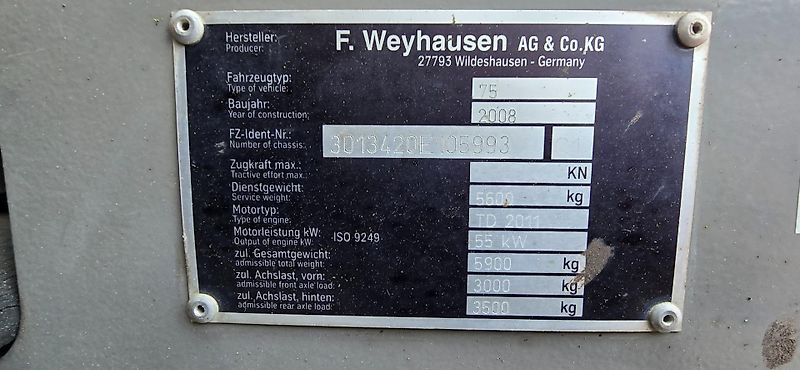 Hersteller: F. Weyhausen AG & Co.KG
Producer: 27793 Wildeshausen - Germany
Fahrzeugtyp: 75
Type of vehicle:
Baujahr: 2008
Year of construction:
FZ-Ident-Nr.:
Number of chassis:
Zugkraft max.: KN
Tractive effort max.:
Dienstgewicht: 5600 kg
Service weight:
Motortyp: TD 2011
Type of engine:
Motorleistung kW: ISO 9249 55 kW
Output of engine kW:
zul. Gesamtgewicht: 5900 kg
admissible total weight:
zul. Achslast, vorn: 3000 kg
admissible front axle load:
zul. Achslast, hinten: 3500 kg
admissible rear axle load: